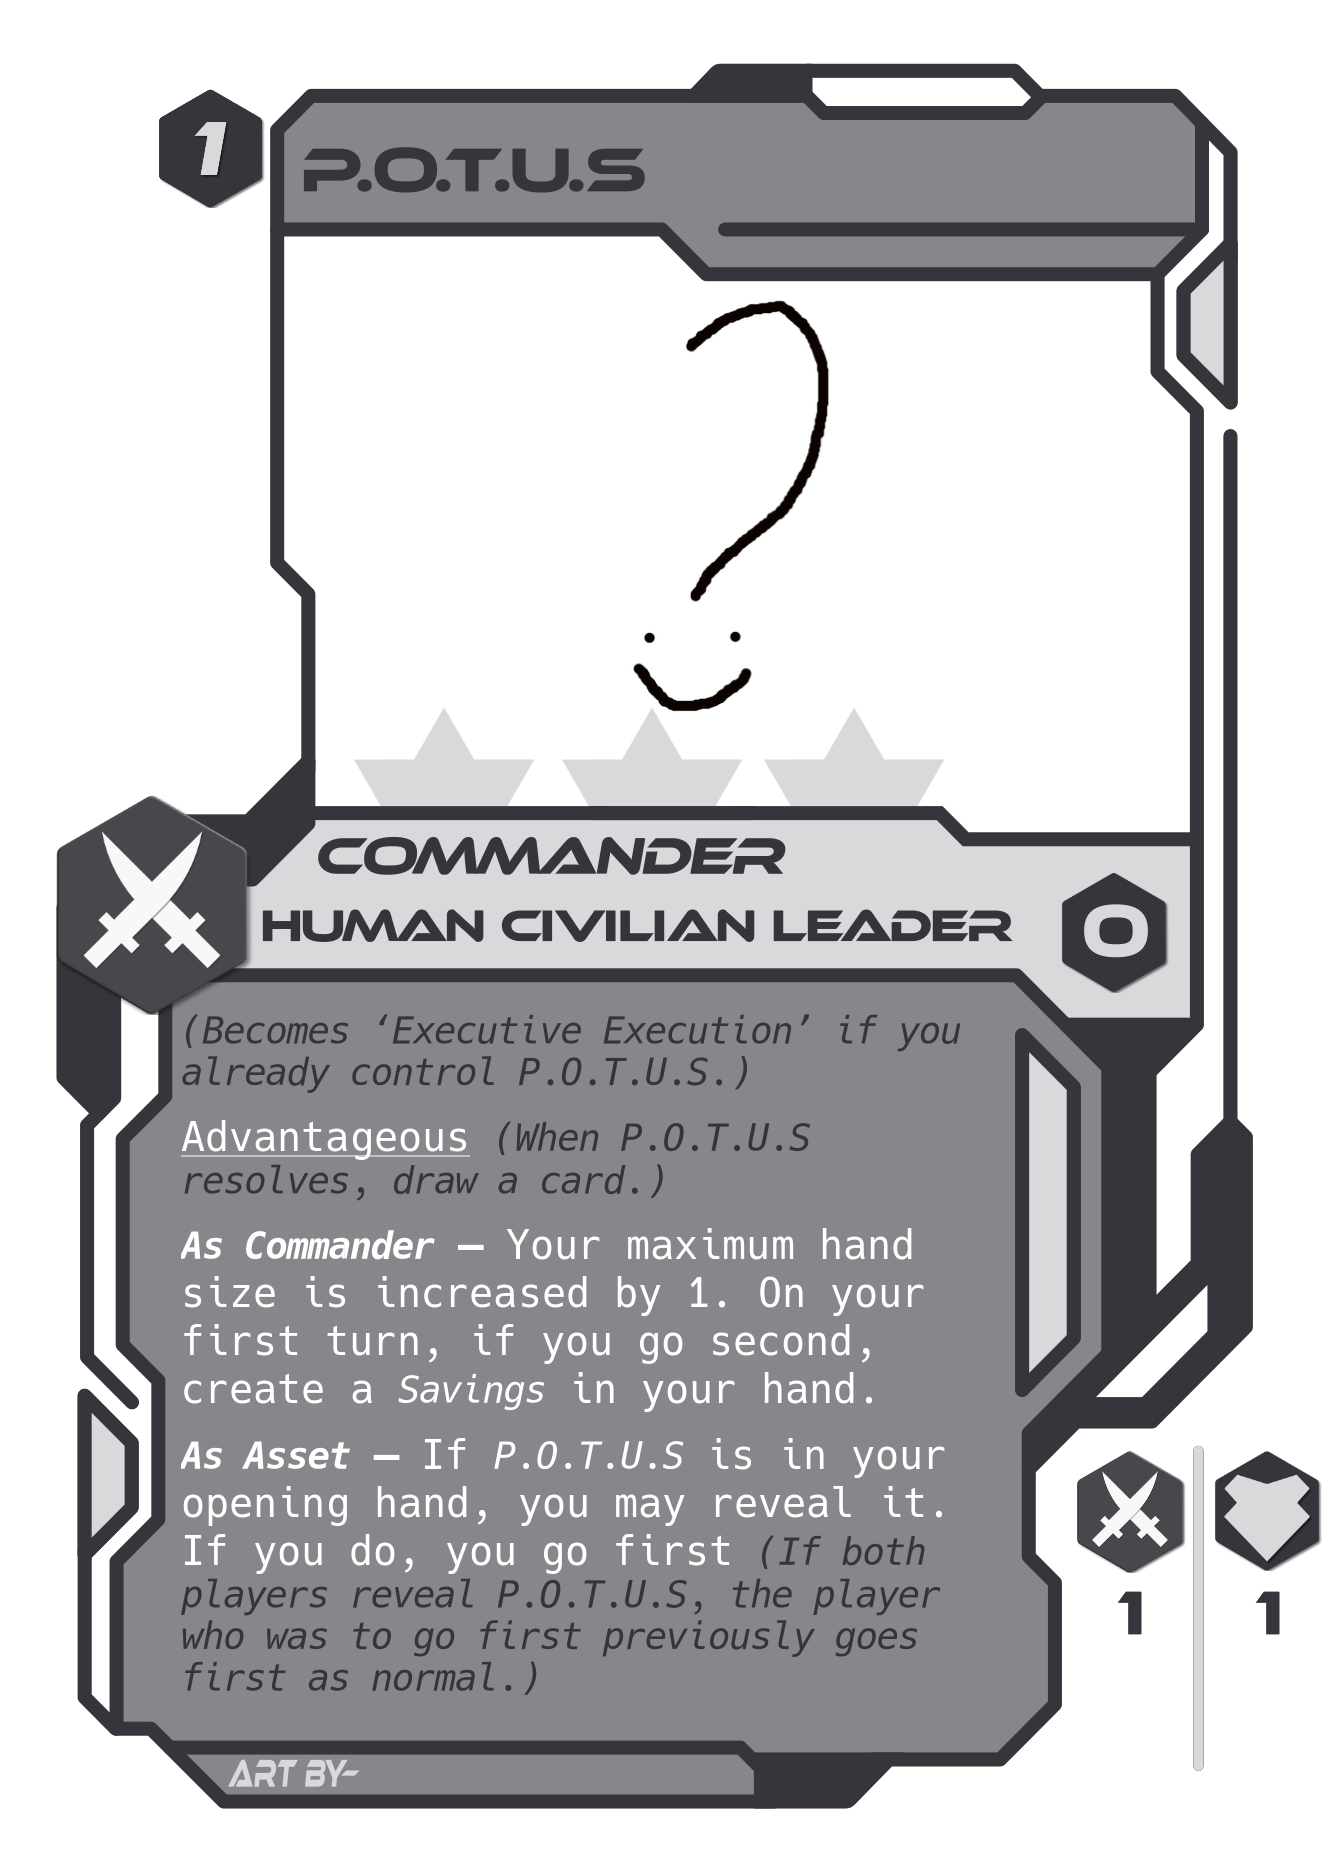 1
P.O.T.U.S
COMMANDER
HUMAN CIVILIAN LEADER
0
(Becomes ‘Executive Execution’ if you
already control P.O.T.U.S.)
Advantageous (When P.O.T.U.S
resolves, draw a card.)
As Commander – Your maximum hand
size is increased by 1. On your
first turn, if you go second,
create a Savings in your hand.
As Asset – If P.O.T.U.S is in your
opening hand, you may reveal it.
If you do, you go first (If both
players reveal P.O.T.U.S, the player
who was to go first previously goes
first as normal.)
1 1
ART BY-